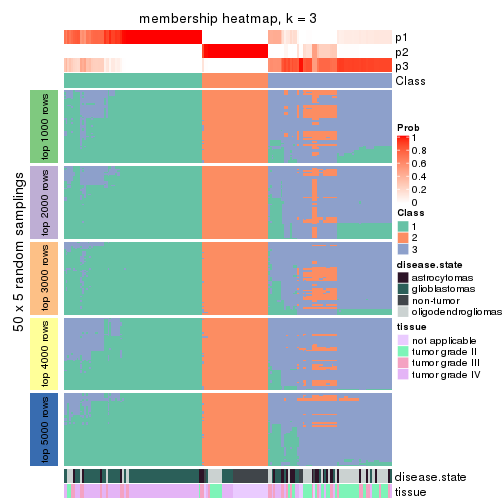 membership heatmap, k = 3
p1
p2
p3
Class
50 x 5 random samplings
top 1000 rows
top 2000 rows
top 3000 rows
top 4000 rows
top 5000 rows
disease.state
tissue
Prob
1
0.8
0.6
0.4
0.2
0
Class
1
2
3
disease.state
astrocytomas
glioblastomas
non-tumor
oligodendrogliomas
tissue
not applicable
tumor grade II
tumor grade III
tumor grade IV